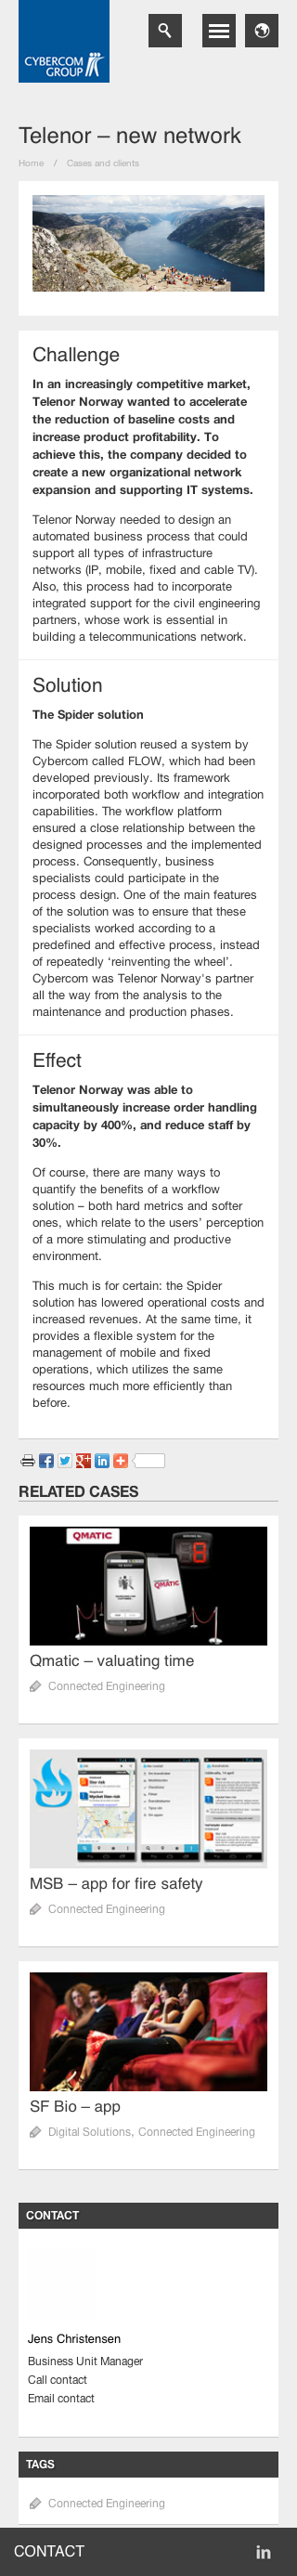 CYBERCOM
GROUP
Telenor – new network
Home / Cases and clients
Challenge
In an increasingly competitive market,
Telenor Norway wanted to accelerate
the reduction of baseline costs and
increase product profitability. To
achieve this, the company decided to
create a new organizational network
expansion and supporting IT systems.
Telenor Norway needed to design an
automated business process that could
support all types of infrastructure
networks (IP, mobile, fixed and cable TV).
Also, this process had to incorporate
integrated support for the civil engineering
partners, whose work is essential in
building a telecommunications network.
Solution
The Spider solution
The Spider solution reused a system by
Cybercom called FLOW, which had been
developed previously. Its framework
incorporated both workflow and integration
capabilities. The workflow platform
ensured a close relationship between the
designed processes and the implemented
process. Consequently, business
specialists could participate in the
process design. One of the main features
of the solution was to ensure that these
specialists worked according to a
predefined and effective process, instead
of repeatedly ‘reinventing the wheel’.
Cybercom was Telenor Norway's partner
all the way from the analysis to the
maintenance and production phases.
Effect
Telenor Norway was able to
simultaneously increase order handling
capacity by 400%, and reduce staff by
30%.
Of course, there are many ways to
quantify the benefits of a workflow
solution – both hard metrics and softer
ones, which relate to the users’ perception
of a more stimulating and productive
environment.
This much is for certain: the Spider
solution has lowered operational costs and
increased revenues. At the same time, it
provides a flexible system for the
management of mobile and fixed
operations, which utilizes the same
resources much more efficiently than
before.
RELATED CASES
QMATIC
QMATIC
Qmatic – valuating time
Connected Engineering
MSB – app for fire safety
Connected Engineering
SF Bio – app
Digital Solutions, Connected Engineering
CONTACT
Jens Christensen
Business Unit Manager
Call contact
Email contact
TAGS
Connected Engineering
CONTACT